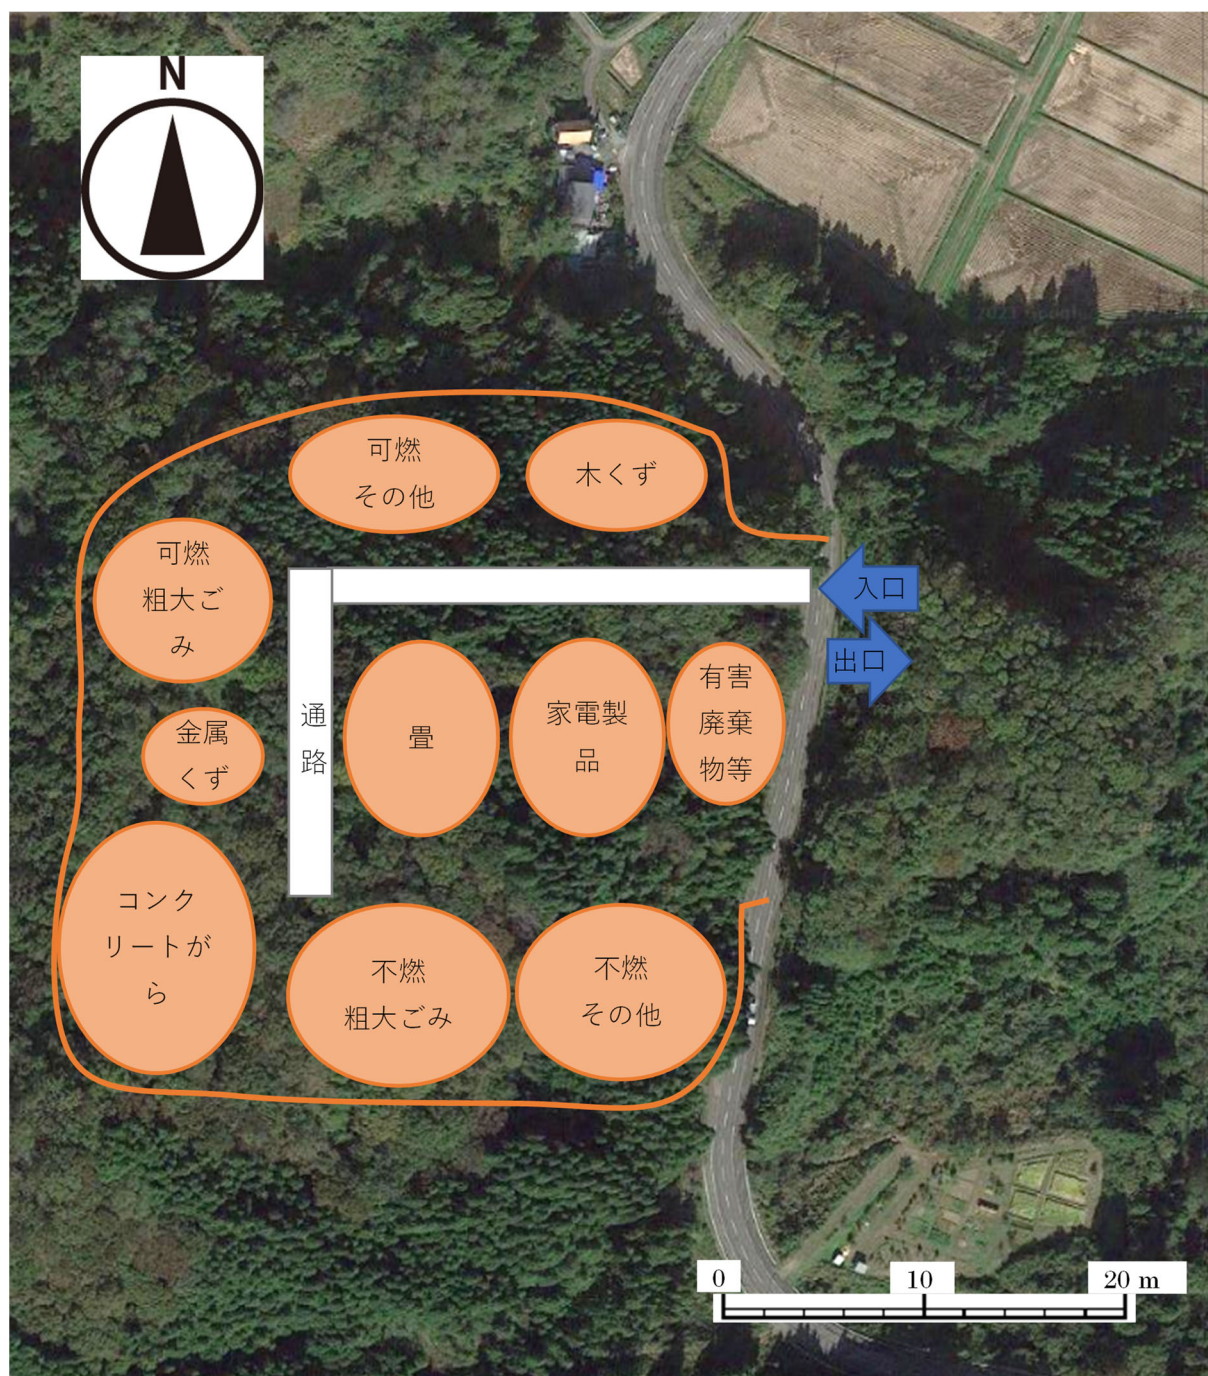 N
可燃
その他
木くず
可燃
粗大ご
み
入口
出口
通
路
畳
家電製
品
有害
廃棄
物等
金属
くず
コンク
リートが
ら
不燃
粗大ごみ
不燃
その他
0 10 20 m